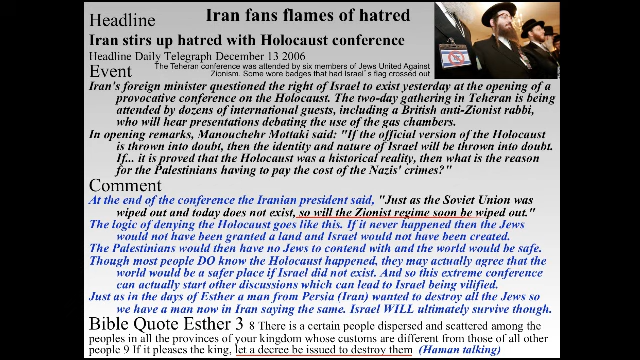 Headline
Iran fans flames of hatred
Iran stirs up hatred with Holocaust conference
Headline Daily Telegraph December 13 2006
Event
The Teheran conference was attended by six members of Jews United Against
Zionism. Some wore badges that had Israel's flag crossed out
Iran's foreign minister questioned the right of Israel to exist yesterday at the opening of a
provocative conference on the Holocaust. The two-day gathering in Teheran is being
attended by dozens of international guests, including a British anti-Zionist rabbi,
who will hear presentations debating the use of the gas chambers.
In opening remarks, Manouchehr Mottaki said: "If the official version of the Holocaust
is thrown into doubt, then the identity and nature of Israel will be thrown into doubt.
If... it is proved that the Holocaust was a historical reality, then what is the reason
for the Palestinians having to pay the cost of the Nazis' crimes?"
Comment
At the end of the conference the Iranian president said, "Just as the Soviet Union was
wiped out and today does not exist, so will the Zionist regime soon be wiped out."
The logic of denying the Holocaust goes like this. If it never happened then the Jews
would not have been granted a land and Israel would not have been created.
The Palestinians would then have no Jews to contend with and the world would be safe.
Though most people DO know the Holocaust happened, they may actually agree that the
world would be a safer place if Israel did not exist. And so this extreme conference
can actually start other discussions which can lead to Israel being vilified.
Just as in the days of Esther a man from Persia (Iran) wanted to destroy all the Jews so
we have a man now in Iran saying the same. Israel WILL ultimately survive though.
Bible Quote Esther 3 8 There is a certain people dispersed and scattered among the
peoples in all the provinces of your kingdom whose customs are different from those of all other
people 9 If it pleases the king, let a decree be issued to destroy them (Haman talking)